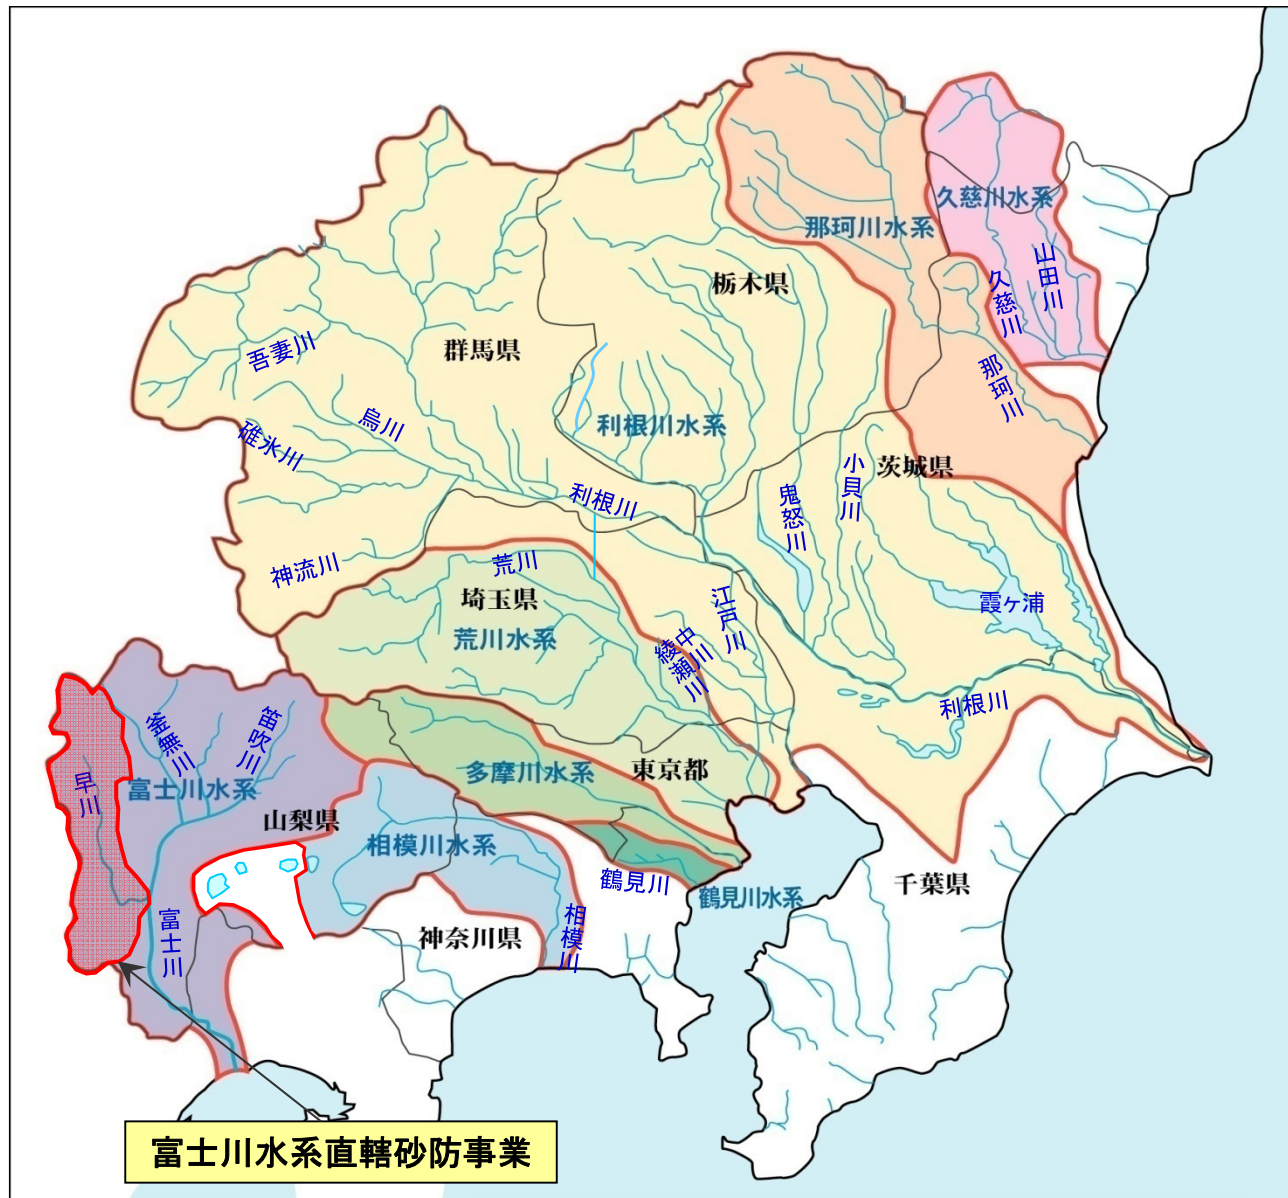 久慈川水系
那珂川水系
山田川
栃木県
久慈川
吾妻川
群馬県
那珂川
烏川
利根川水系
碓氷川
小貝川
茨城県
利根川
鬼怒川
神流川
荒川
埼玉県
江戸川
霞ヶ浦
荒川水系
中川
綾瀬川
利根川
釜無川
笛吹川
早川
富士川水系
多摩川水系
東京都
山梨県
相模川水系
鶴見川
千葉県
鶴見川水系
富士川
神奈川県
相模川
富士川水系直轄砂防事業